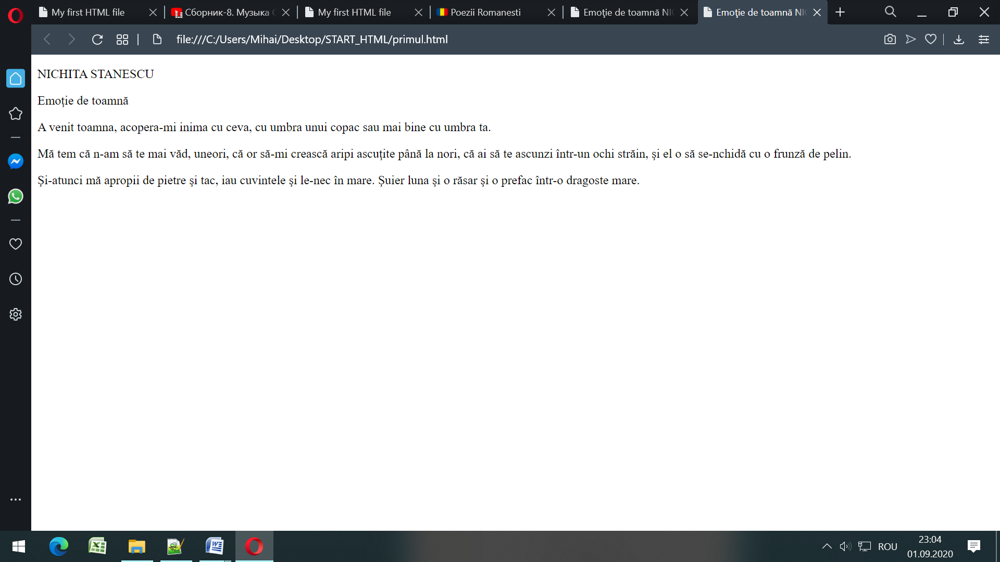 My first HTML file
Сборник-8. Музыка
My first HTML file
Poezii Romanesti
Emoţie de toamnă
Emoţie de toamnă
file:///C:/Users/Mihai/Desktop/START_HTML/primul.html
NICHITA STANESCU
Emoţie de toamnă
A venit toamna, acopera-mi inima cu ceva, cu umbra unui copac sau mai bine cu umbra ta.
Mă tem că n-am să te mai văd, uneori, că or să-mi crească aripi ascuţite până la nori, că ai să te ascunzi într-un ochi străin, şi el o să se-nchidă cu o frunză de pelin.
Şi-atunci mă apropii de pietre şi tac, iau cuvintele şi le-nec în mare. Şuier luna şi o răsar şi o prefac într-o dragoste mare.
ROU
23:04
01.09.2020